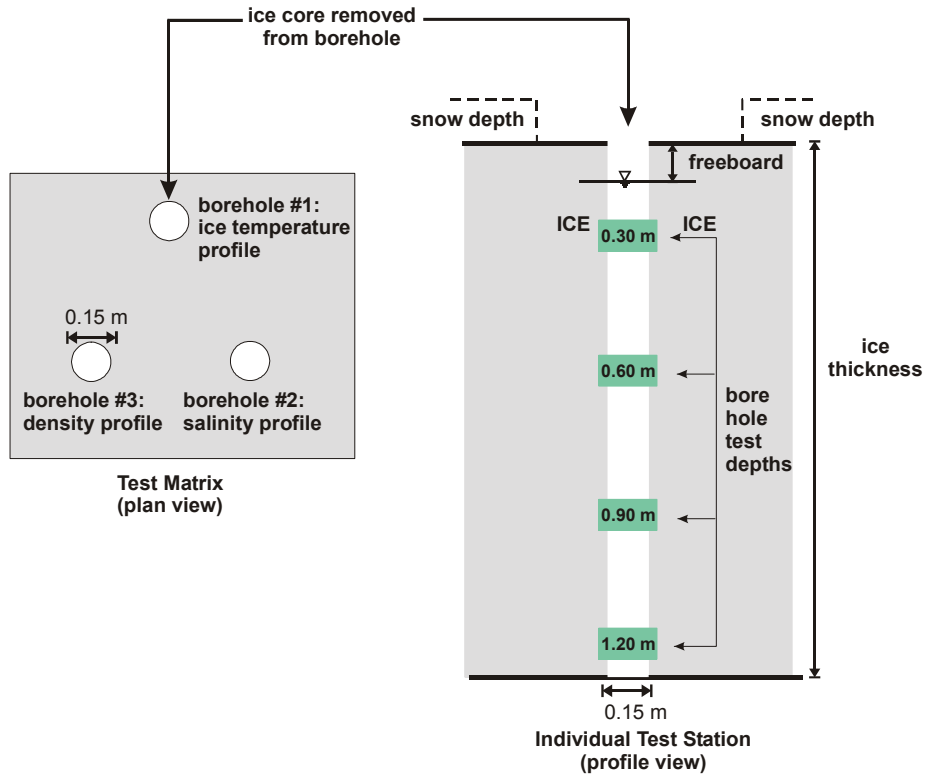 ice core removed
from borehole
snow depth
snow depth
freeboard
borehole #1:
ice temperature
profile
ICE
ICE
0.30 m
0.15 m
0.60 m
ice
thickness
borehole #3:
density profile
borehole #2:
salinity profile
bore
hole
test
depths
Test Matrix
(plan view)
0.90 m
1.20 m
0.15 m
Individual Test Station
(profile view)